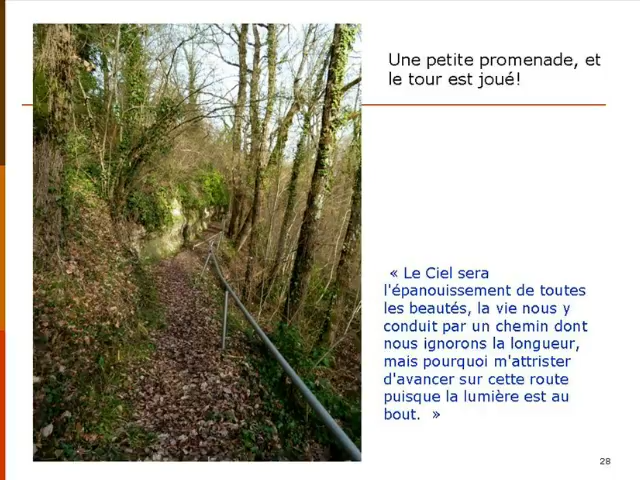 Une petite promenade, et
le tour est joué!
« Le Ciel sera
l'épanouissement de toutes
les beautés, la vie nous y
conduit par un chemin dont
nous ignorons la longueur,
mais pourquoi m'attrister
d'avancer sur cette route
puisque la lumière est au
bout.  »
28